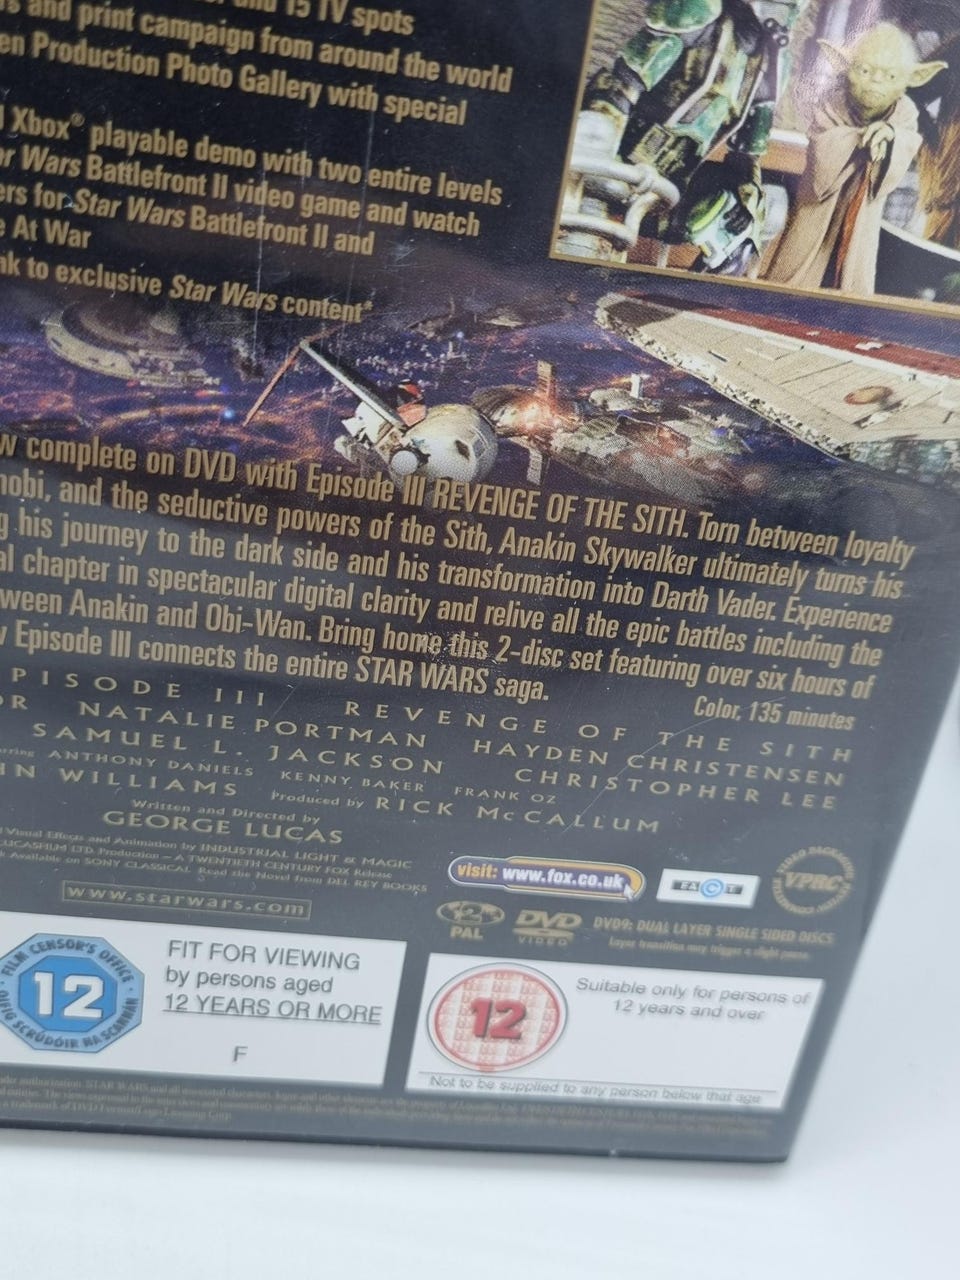 15 TV spots
and print campaign from around the world
Production Photo Gallery with special
Xbox® playable demo with two entire levels
Wars Battlefront II video game and watch
for Star Wars Battlefront II and
At War
to exclusive Star Wars content*
complete on DVD with Episode III REVENGE OF THE SITH. Torn between loyalty
and the seductive powers of the Sith, Anakin Skywalker ultimately turns his
his journey to the dark side and his transformation into Darth Vader. Experience
chapter in spectacular digital clarity and relive all the epic battles including the
Anakin and Obi-Wan. Bring home this 2-disc set featuring over six hours of
Episode III connects the entire STAR WARS saga.
Color, 135 minutes
PISODE III REVENGE OF THE SITH
OR NATALIE PORTMAN HAYDEN CHRISTENSEN
SAMUEL L. JACKSON CHRISTOPHER LEE
ANTHONY DANIELS KENNY BAKER FRANK OZ
HN WILLIAMS Produced by RICK McCALLUM
Written and Directed by
GEORGE LUCAS
Visual Effects and Animation by INDUSTRIAL LIGHT & MAGIC
LUCASFILM LTD. Production – A TWENTIETH CENTURY FOX Release
Available on SONY CLASSICAL Read the Novel from DEL REY BOOKS
www.starwars.com
visit: www.fox.co.uk
FACT
VPRC
2
PAL
DVD
VIDEO
DVD9: DUAL LAYER SINGLE SIDED DISCS
Layer transition may trigger a slight pause.
FILM CENSOR'S OFFICE
12
OIFIG SCRÚDÓIR NA SCANNÁN
FIT FOR VIEWING
by persons aged
12 YEARS OR MORE
F
12
Suitable only for persons of
12 years and over
Not to be supplied to any person below that age